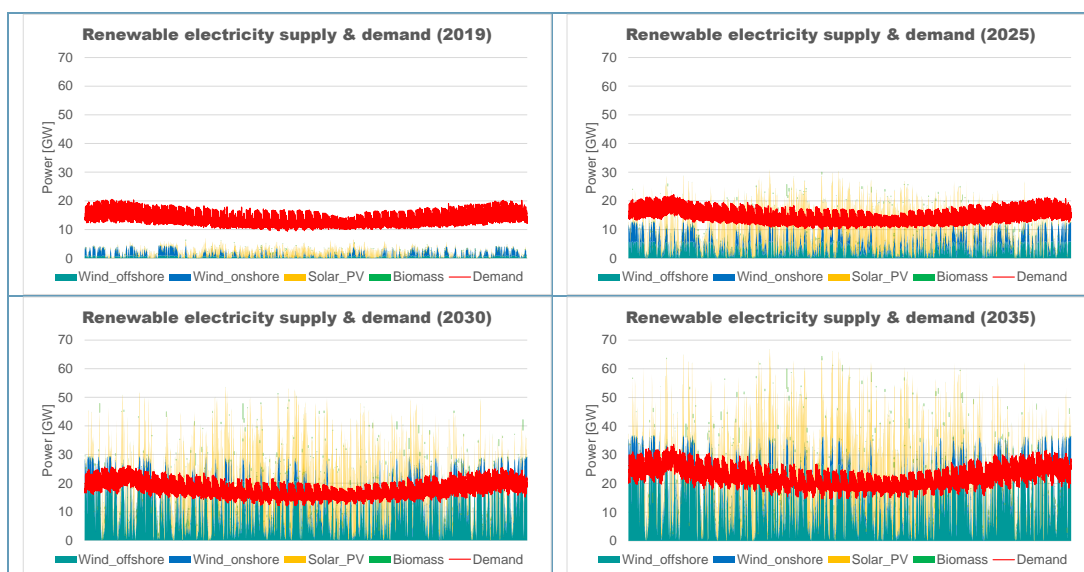 Renewable electricity supply & demand (2019)
70
60
50
40
30
20
10
0
Power [GW]
Wind_offshore Wind_onshore Solar_PV Biomass Demand
Renewable electricity supply & demand (2025)
70
60
50
40
30
20
10
0
Power [GW]
Wind_offshore Wind_onshore Solar_PV Biomass Demand
Renewable electricity supply & demand (2030)
70
60
50
40
30
20
10
0
Power [GW]
Wind_offshore Wind_onshore Solar_PV Biomass Demand
Renewable electricity supply & demand (2035)
70
60
50
40
30
20
10
0
Power [GW]
Wind_offshore Wind_onshore Solar_PV Biomass Demand